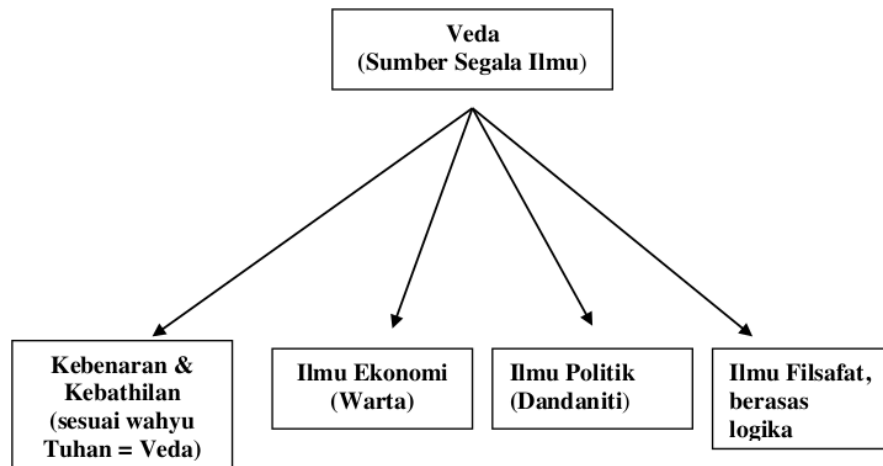 Veda
(Sumber Segala Ilmu)
Kebenaran &
Kebathilan
(sesuai wahyu
Tuhan = Veda)
Ilmu Ekonomi
(Warta)
Ilmu Politik
(Dandaniti)
Ilmu Filsafat,
berasas
logika